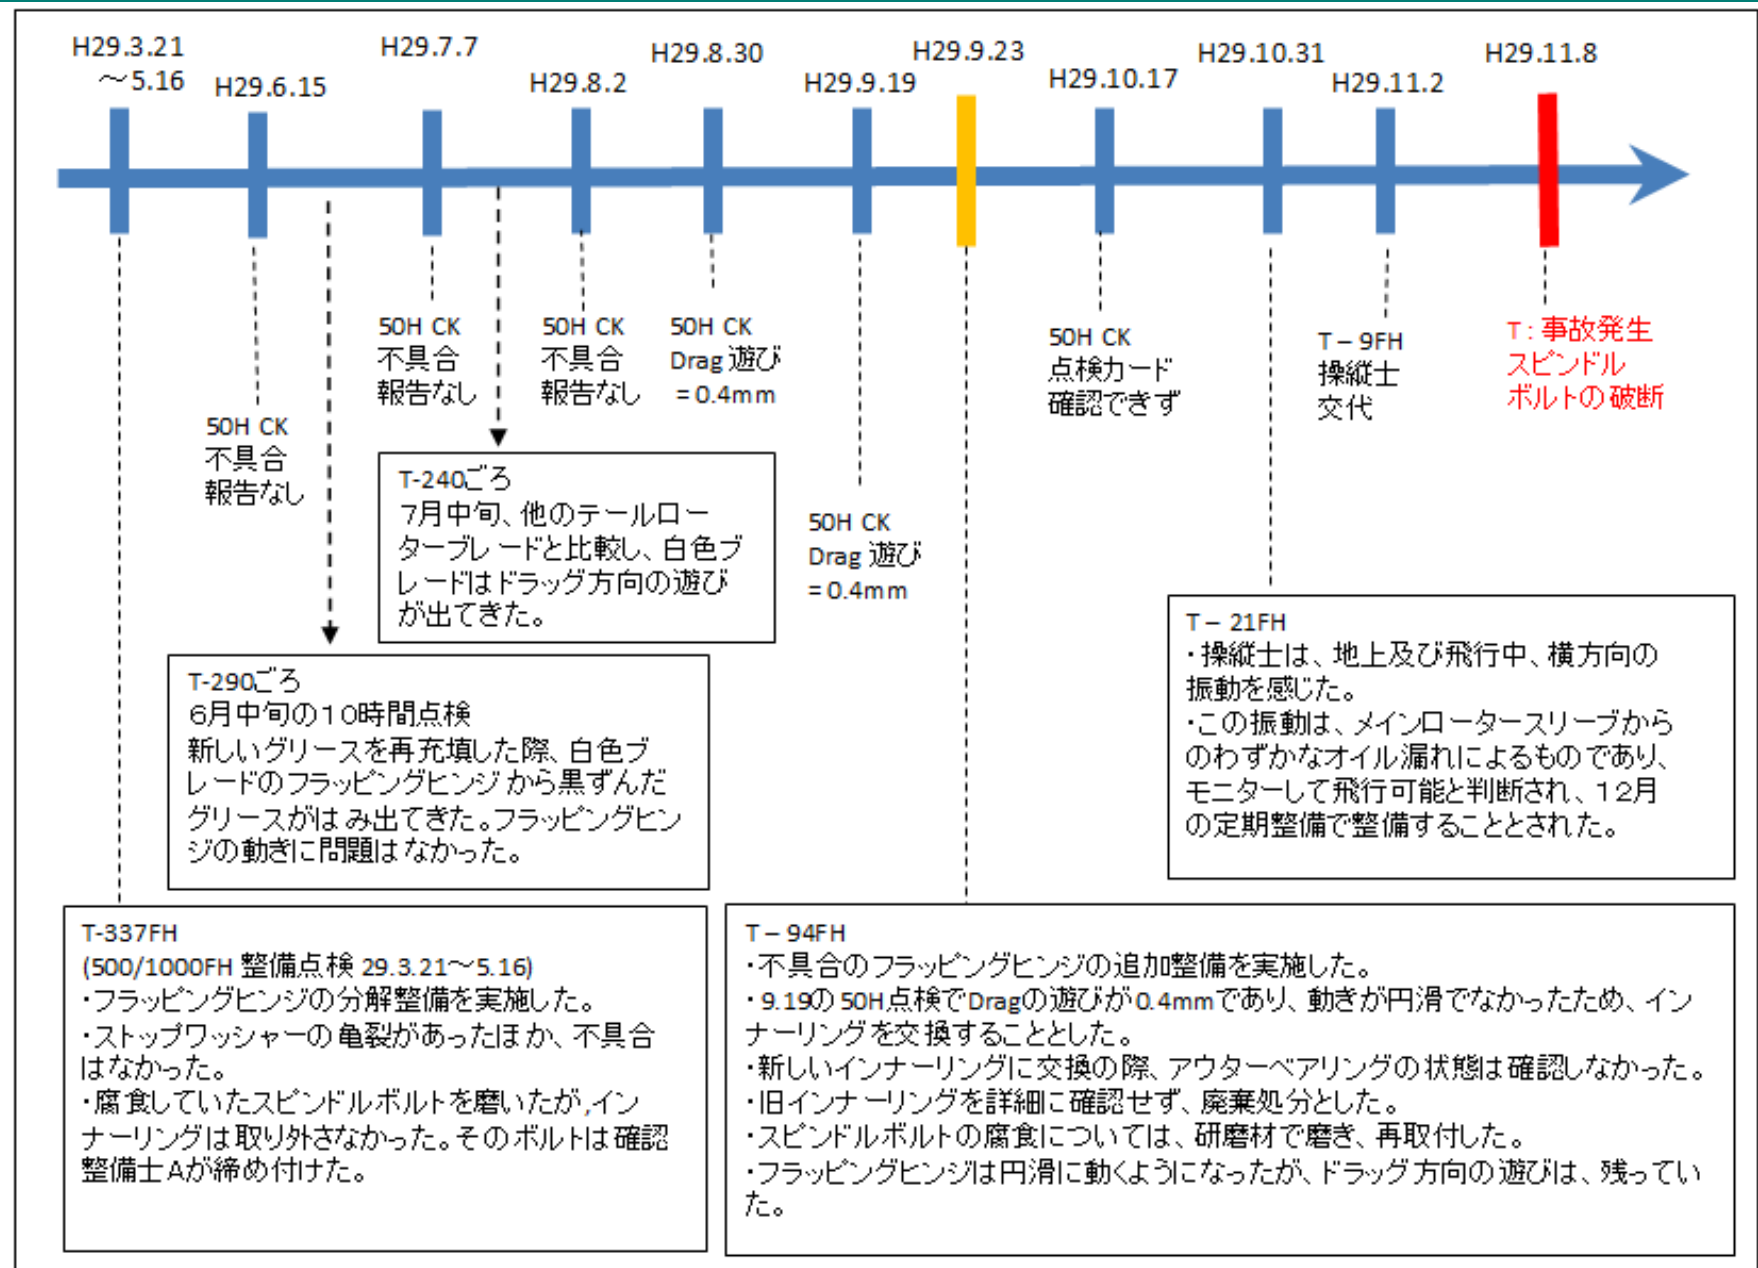 H29.3.21
～5.16
H29.6.15
H29.7.7
H29.8.2
H29.8.30
H29.9.19
H29.9.23
H29.10.17
H29.10.31
H29.11.2
H29.11.8
50H CK
不具合
報告なし
50H CK
不具合
報告なし
50H CK
不具合
報告なし
50H CK
Drag 遊び
= 0.4mm
50H CK
Drag 遊び
= 0.4mm
50H CK
点検カード
確認できず
T – 9FH
操縦士
交代
T : 事故発生
スピンドル
ボルトの破断
T-240ごろ
7月中旬、他のテールロー
ターブレードと比較し、白色ブ
レードはドラッグ方向の遊び
が出てきた。
T-290ごろ
6月中旬の10時間点検
新しいグリースを再充填した際、白色ブ
レードのフラッピングヒンジから黒ずんだ
グリースがはみ出てきた。フラッピングヒン
ジの動きに問題はなかった。
T – 21FH
・操縦士は、地上及び飛行中、横方向の
振動を感じた。
・この振動は、メインロータースリーブから
のわずかなオイル漏れによるものであり、
モニターして飛行可能と判断され、12月
の定期整備で整備することとされた。
T-337FH
(500/1000FH 整備点検 29.3.21～5.16)
・フラッピングヒンジの分解整備を実施した。
・ストップワッシャーの亀裂があったほか、不具合
はなかった。
・腐食していたスピンドルボルトを磨いたが,イン
ナーリングは取り外さなかった。そのボルトは確認
整備士Aが締め付けた。
T – 94FH
・不具合のフラッピングヒンジの追加整備を実施した。
・9.19の50H点検でDragの遊びが0.4mmであり、動きが円滑でなかったため、イン
ナーリングを交換することとした。
・新しいインナーリングに交換の際、アウターベアリングの状態は確認しなかった。
・旧インナーリングを詳細に確認せず、廃棄処分とした。
・スピンドルボルトの腐食については、研磨材で磨き、再取付した。
・フラッピングヒンジは円滑に動くようになったが、ドラッグ方向の遊びは、残ってい
た。